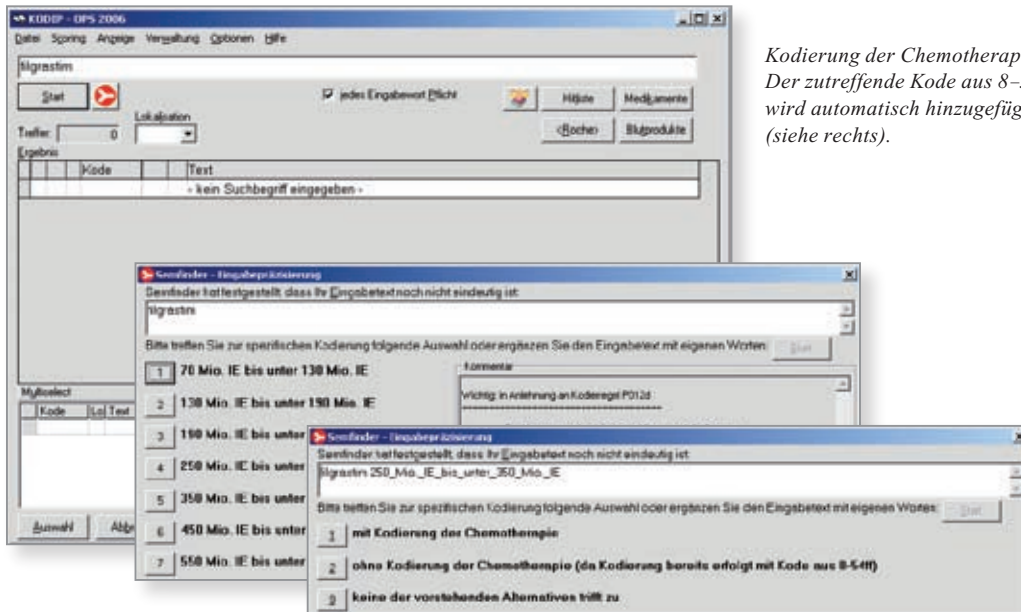 KODIP - OPS 2006
Datei Scoring Anzeige Verwaltung Optionen Hilfe
filgrastim
Start
jedes Eingabewort Pflicht
Hitliste
Medikamente
Treffer: 0
Lokalisation
<Roche>
Blutprodukte
Ergebnis
Kode Text
- kein Suchbegriff eingegeben -
Multiselect
Kode Lo Text
Auswahl
Kodierung der Chemotherap
Der zutreffende Kode aus 8–
wird automatisch hinzugefüg
(siehe rechts).
Semfinder - Eingabepräzisierung
Semfinder hat festgestellt, dass Ihr Eingabetext noch nicht eindeutig ist:
filgrastim
Bitte treffen Sie zur spezifischen Kodierung folgende Auswahl oder ergänzen Sie den Eingabetext mit eigenen Worten:
Start
1 70 Mio. IE bis unter 130 Mio. IE
2 130 Mio. IE bis unter 190 Mio. IE
3 190 Mio. IE bis unter
4 250 Mio. IE bis unter
5 350 Mio. IE bis unter
6 450 Mio. IE bis unter
7 550 Mio. IE bis unter
Kommentar
Wichtig: in Anlehnung an Kodierregel P012d
Semfinder - Eingabepräzisierung
Semfinder hat festgestellt, dass Ihr Eingabetext noch nicht eindeutig ist:
filgrastim 250_Mio._IE_bis_unter_350_Mio._IE
Bitte treffen Sie zur spezifischen Kodierung folgende Auswahl oder ergänzen Sie den Eingabetext mit eigenen Worten:
Start
1 mit Kodierung der Chemotherapie
2 ohne Kodierung der Chemotherapie (da Kodierung bereits erfolgt mit Kode aus 8-54ff)
9 keine der vorstehenden Alternativen trifft zu